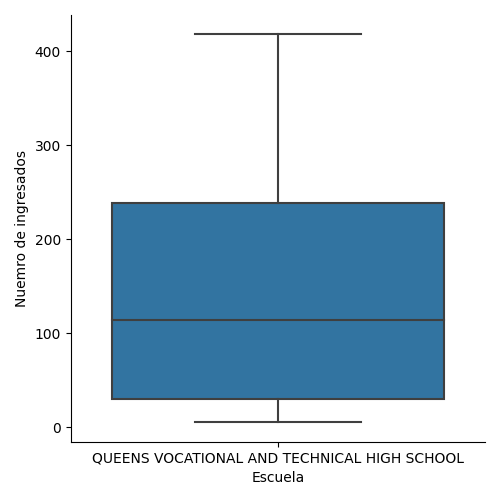 400
300
200
100
0
Nuemro de ingresados
QUEENS VOCATIONAL AND TECHNICAL HIGH SCHOOL
Escuela